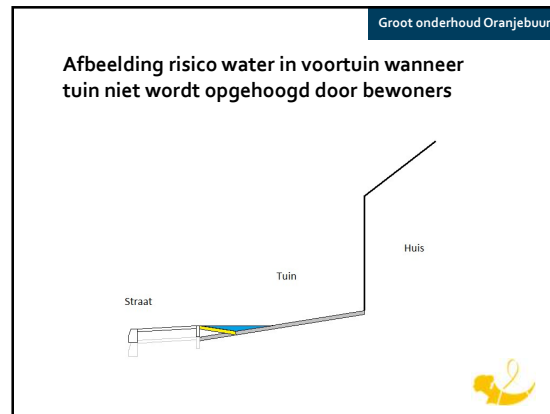 Groot onderhoud Oranjebuur
Afbeelding risico water in voortuin wanneer
tuin niet wordt opgehoogd door bewoners
Huis
Tuin
Straat